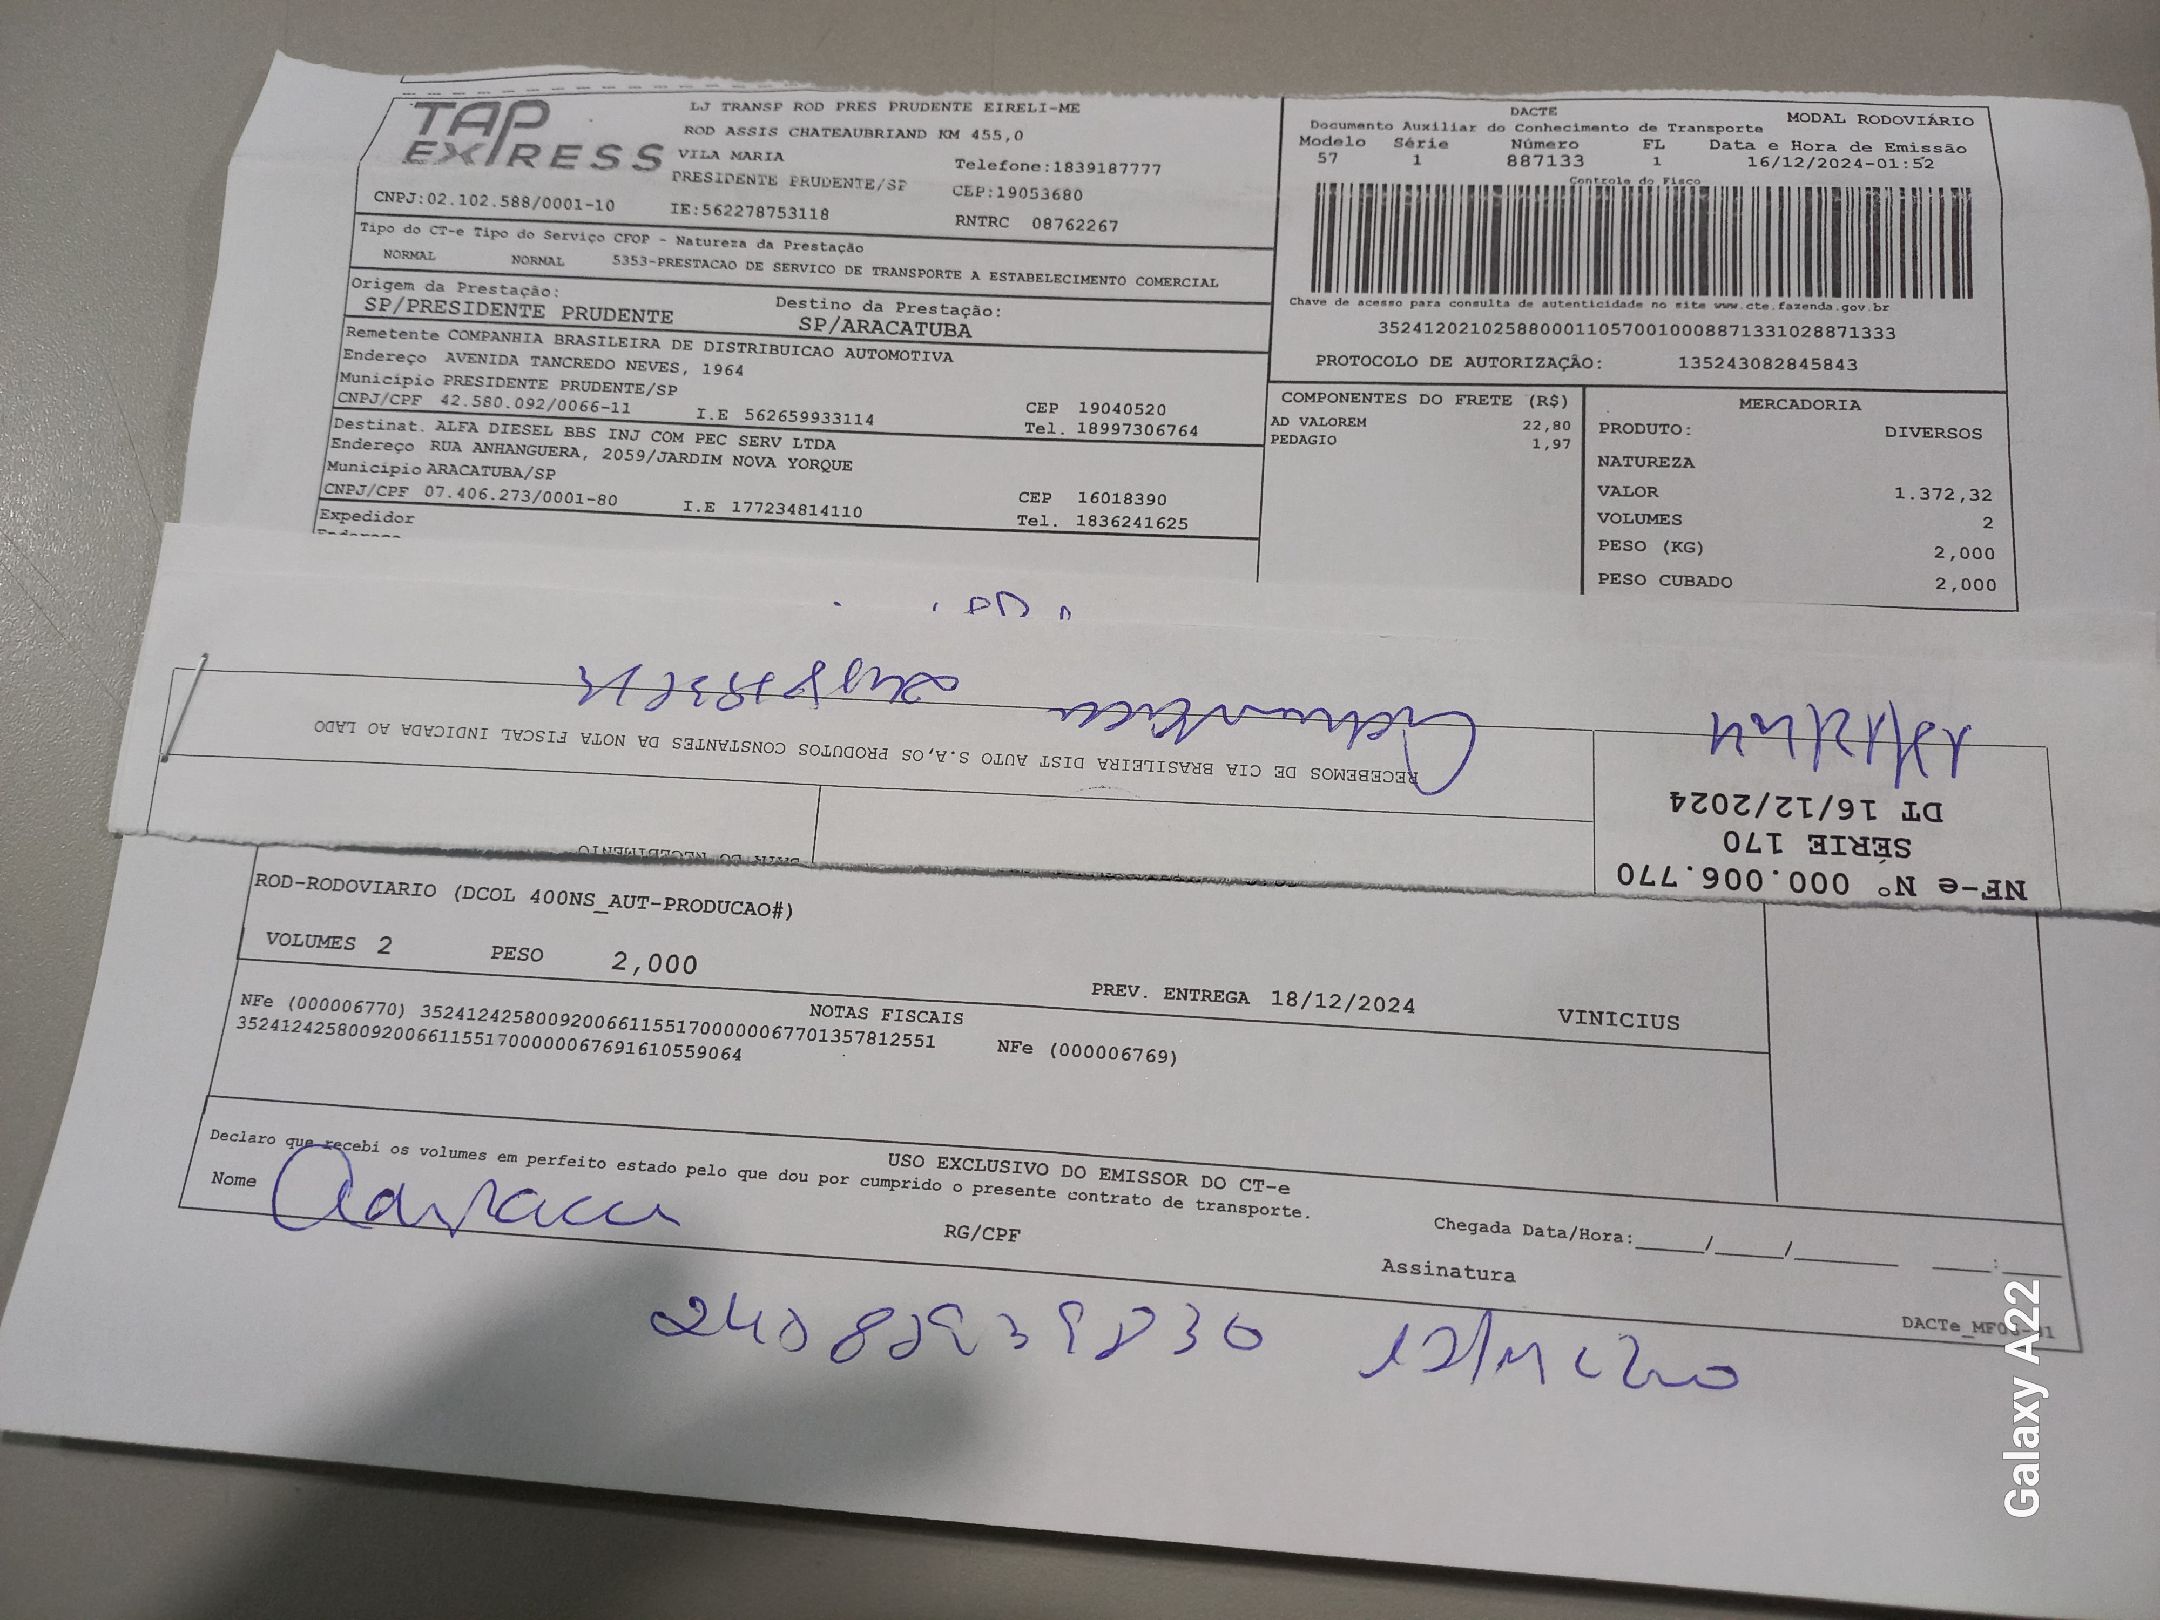 TAP EXPRESS
LJ TRANSP ROD PRES PRUDENTE EIRELI-ME
ROD ASSIS CHATEAUBRIAND KM 455,0
VILA MARIA
Telefone:1839187777
PRESIDENTE PRUDENTE/SP
CEP:19053680
CNPJ:02.102.588/0001-10 IE:562278753118 RNTRC 08762267
Tipo do CT-e Tipo do Serviço CFOP - Natureza da Prestação
NORMAL NORMAL 5353-PRESTACAO DE SERVICO DE TRANSPORTE A ESTABELECIMENTO COMERCIAL
Origem da Prestação: Destino da Prestação:
SP/PRESIDENTE PRUDENTE SP/ARACATUBA
Remetente COMPANHIA BRASILEIRA DE DISTRIBUICAO AUTOMOTIVA
Endereço AVENIDA TANCREDO NEVES, 1964
Município PRESIDENTE PRUDENTE/SP CEP 19040520
CNPJ/CPF 42.580.092/0066-11 I.E 562659933114 Tel. 18997306764
Destinat. ALFA DIESEL BBS INJ COM PEC SERV LTDA
Endereço RUA ANHANGUERA, 2059/JARDIM NOVA YORQUE
Município ARACATUBA/SP CEP 16018390
CNPJ/CPF 07.406.273/0001-80 I.E 177234814110 Tel. 1836241625
Expedidor
DACTE MODAL RODOVIÁRIO
Documento Auxiliar do Conhecimento de Transporte
Modelo Série Número FL Data e Hora de Emissão
57 1 887133 1 16/12/2024-01:52
Controle do Fisco
Chave de acesso para consulta de autenticidade no site www.cte.fazenda.gov.br
35241202102588000110570010008871331028871333
PROTOCOLO DE AUTORIZAÇÃO: 135243082845843
COMPONENTES DO FRETE (R$)
AD VALOREM 22,80
PEDAGIO 1,97
MERCADORIA
PRODUTO: DIVERSOS
NATUREZA
VALOR 1.372,32
VOLUMES 2
PESO (KG) 2,000
PESO CUBADO 2,000
NF-e Nº 000.006.770
SÉRIE 170
DT 16/12/2024
DATA DO RECEBIMENTO
RECEBEMOS DE CIA BRASILEIRA DIST AUTO S.A,OS PRODUTOS CONSTANTES DA NOTA FISCAL INDICADA AO LADO
ROD-RODOVIARIO (DCOL 400NS_AUT-PRODUCAO#)
VOLUMES 2 PESO 2,000 PREV. ENTREGA 18/12/2024 VINICIUS
NOTAS FISCAIS
NFe (000006770) 35241242580092006611551700000067701357812551 NFe (000006769)
35241242580092006611551700000067691610559064
USO EXCLUSIVO DO EMISSOR DO CT-e
Declaro que recebi os volumes em perfeito estado pelo que dou por cumprido o presente contrato de transporte.
Nome RG/CPF Assinatura Chegada Data/Hora:_____/_____/________ ____:____
Galaxy A22